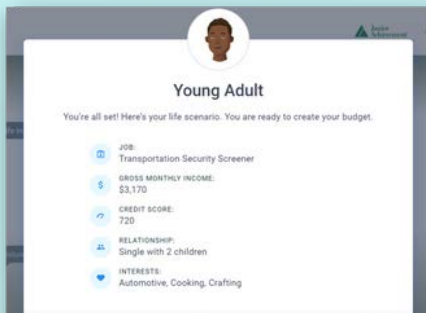 Junior
Achievement
Young Adult
You're all set! Here's your life scenario. You are ready to create your budget.
JOB:
Transportation Security Screener
$
GROSS MONTHLY INCOME:
$3,170
CREDIT SCORE:
720
RELATIONSHIP:
Single with 2 children
INTERESTS:
Automotive, Cooking, Crafting